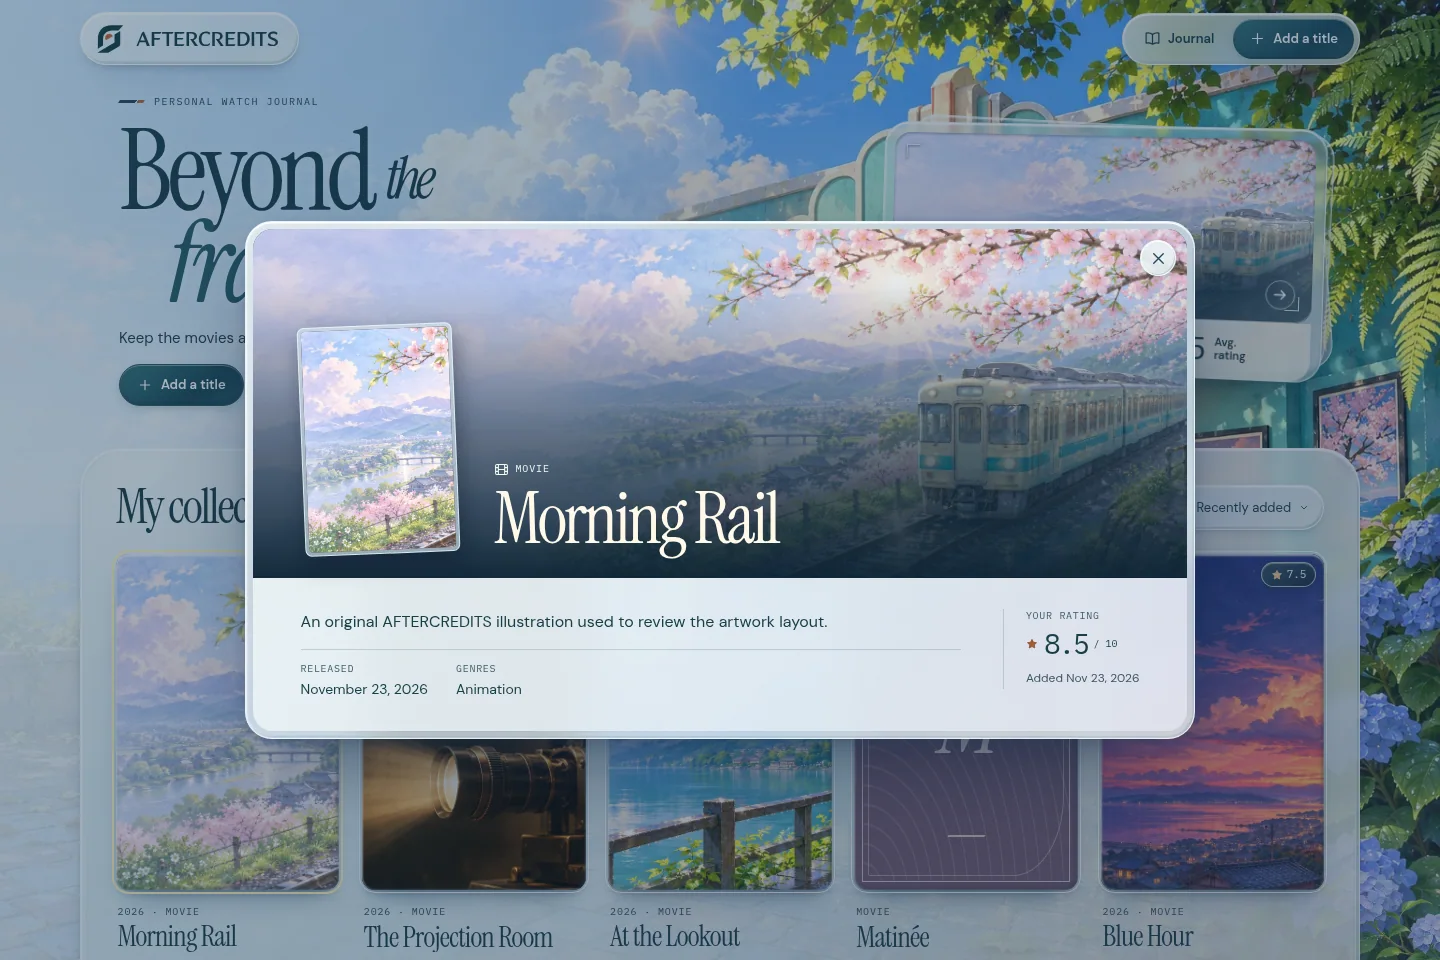 AFTERCREDITS
Journal
Add a title
PERSONAL WATCH JOURNAL
Beyond the
fra
Keep the movies a
Add a title
5 Avg.
rating
MOVIE
Morning Rail
An original AFTERCREDITS illustration used to review the artwork layout.
RELEASED
November 23, 2026
GENRES
Animation
YOUR RATING
8.5 / 10
Added Nov 23, 2026
My collec
Recently added
7.5
M
2026 · MOVIE
Morning Rail
2026 · MOVIE
The Projection Room
2026 · MOVIE
At the Lookout
MOVIE
Matinée
2026 · MOVIE
Blue Hour